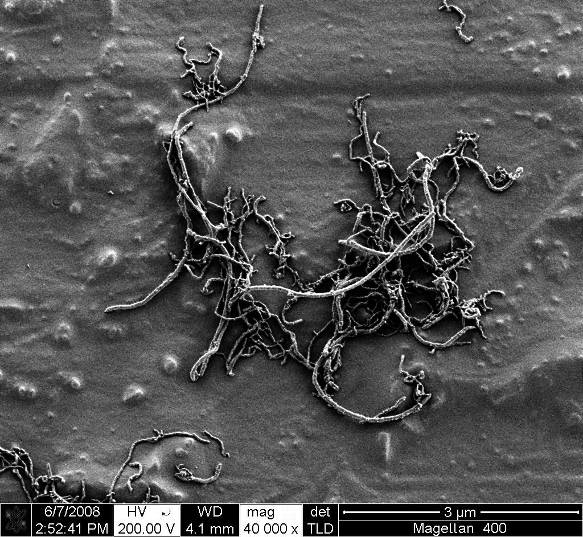 6/7/2008 HV WD mag det 3 µm
2:52:41 PM 200.00 V 4.1 mm 40 000 x TLD Magellan 400